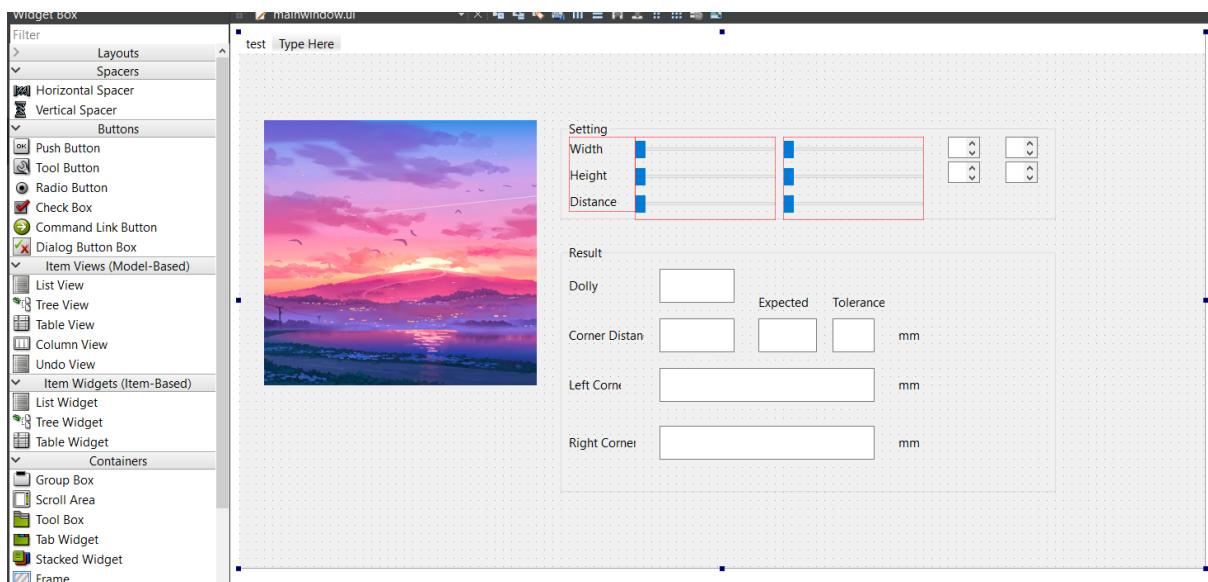 Widget Box
mainwindow.ui
Filter
Layouts
Spacers
Horizontal Spacer
Vertical Spacer
Buttons
OK Push Button
Tool Button
Radio Button
Check Box
Command Link Button
Dialog Button Box
Item Views (Model-Based)
List View
Tree View
Table View
Column View
Undo View
Item Widgets (Item-Based)
List Widget
Tree Widget
Table Widget
Containers
Group Box
Scroll Area
Tool Box
Tab Widget
Stacked Widget
Frame
test Type Here
Setting
Width
Height
Distance
Result
Dolly
Expected Tolerance
Corner Distan mm
Left Corne mm
Right Corner mm